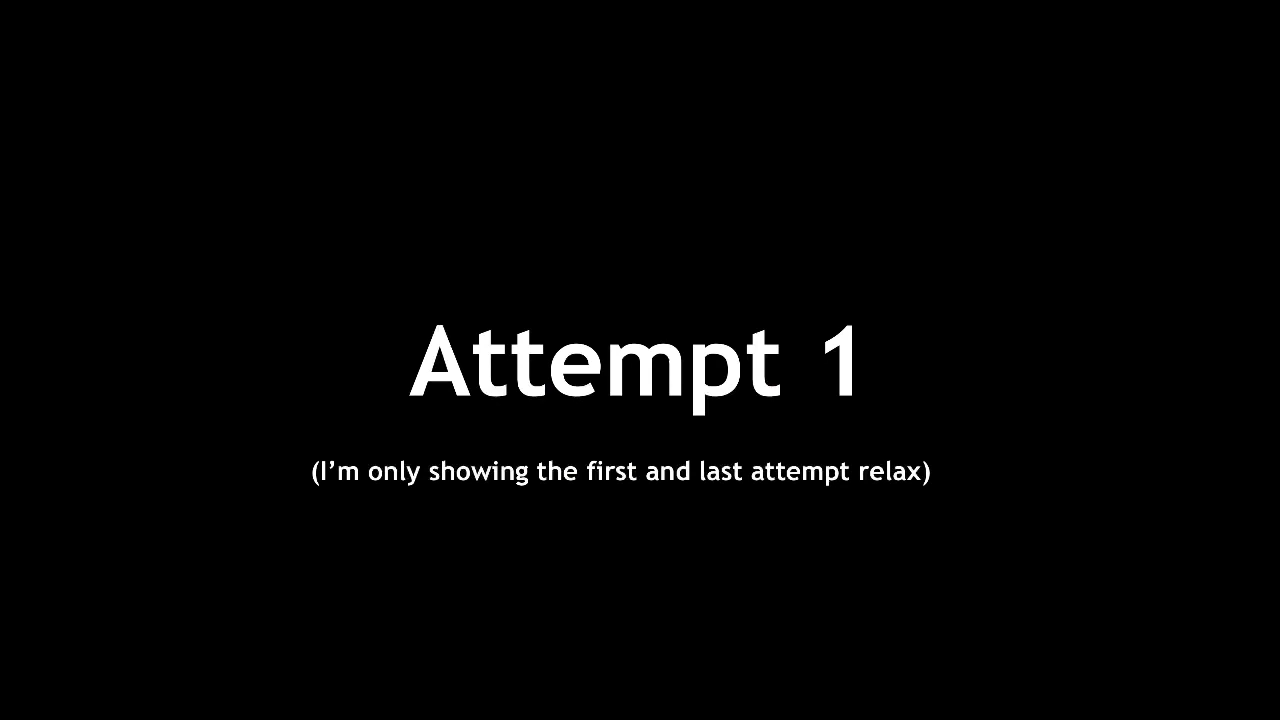 Attempt 1
(I’m only showing the first and last attempt relax)